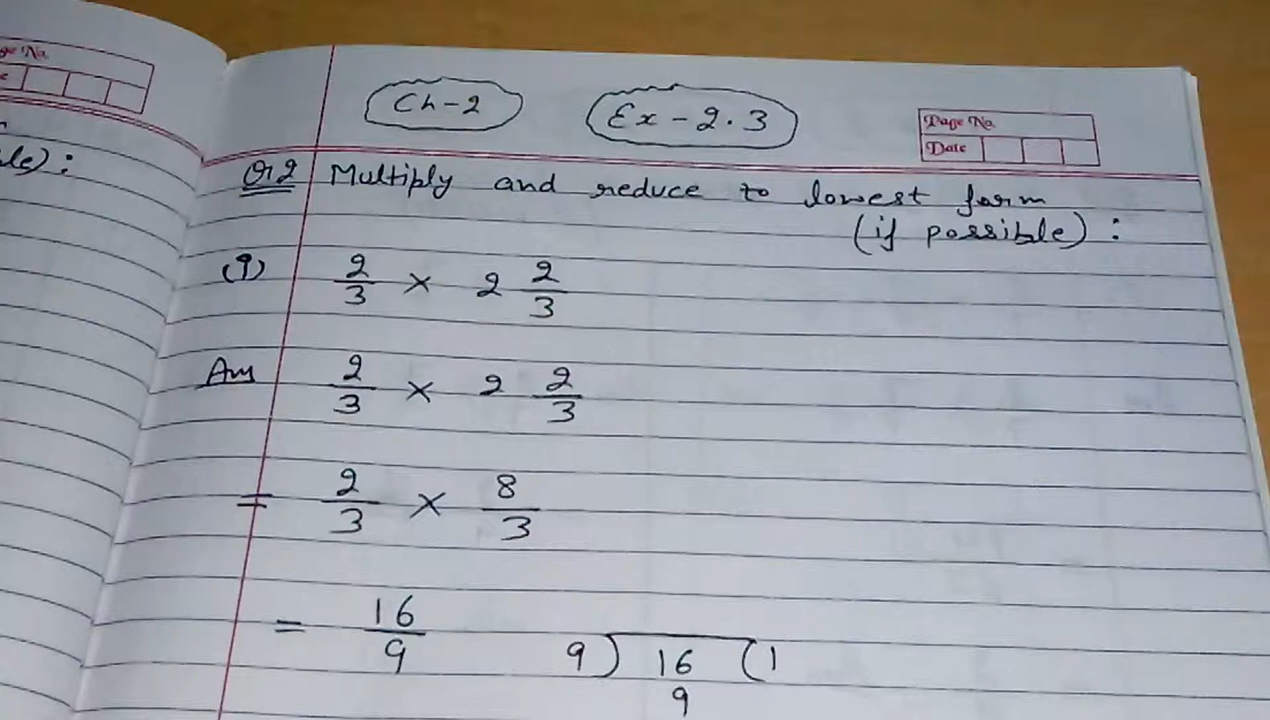 ge No.
Ch-2 Ex-2.3
Page No.
Date
Q2 Multiply and reduce to lowest form
(if possible) :
(i) 2/3 × 2 2/3
Ans 2/3 × 2 2/3
= 2/3 × 8/3
= 16/9 9) 16 (1
9